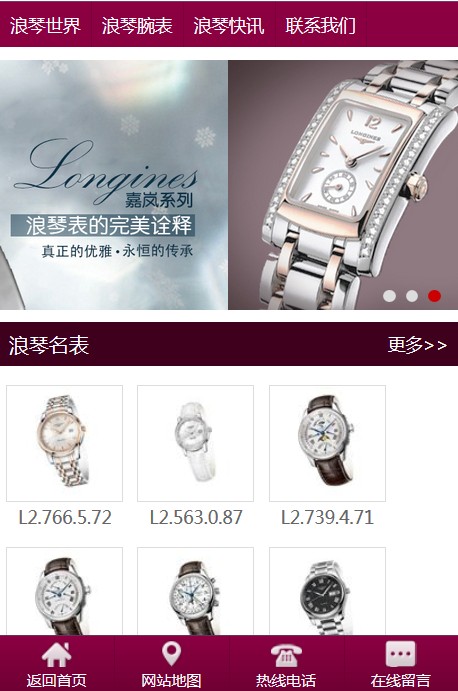 浪琴世界 浪琴腕表 浪琴快讯 联系我们
Longines
嘉岚系列
浪琴表的完美诠释
真正的优雅·永恒的传承
LONGINES
浪琴名表 更多>>
L2.766.5.72 L2.563.0.87 L2.739.4.71
返回首页 网站地图 热线电话 在线留言